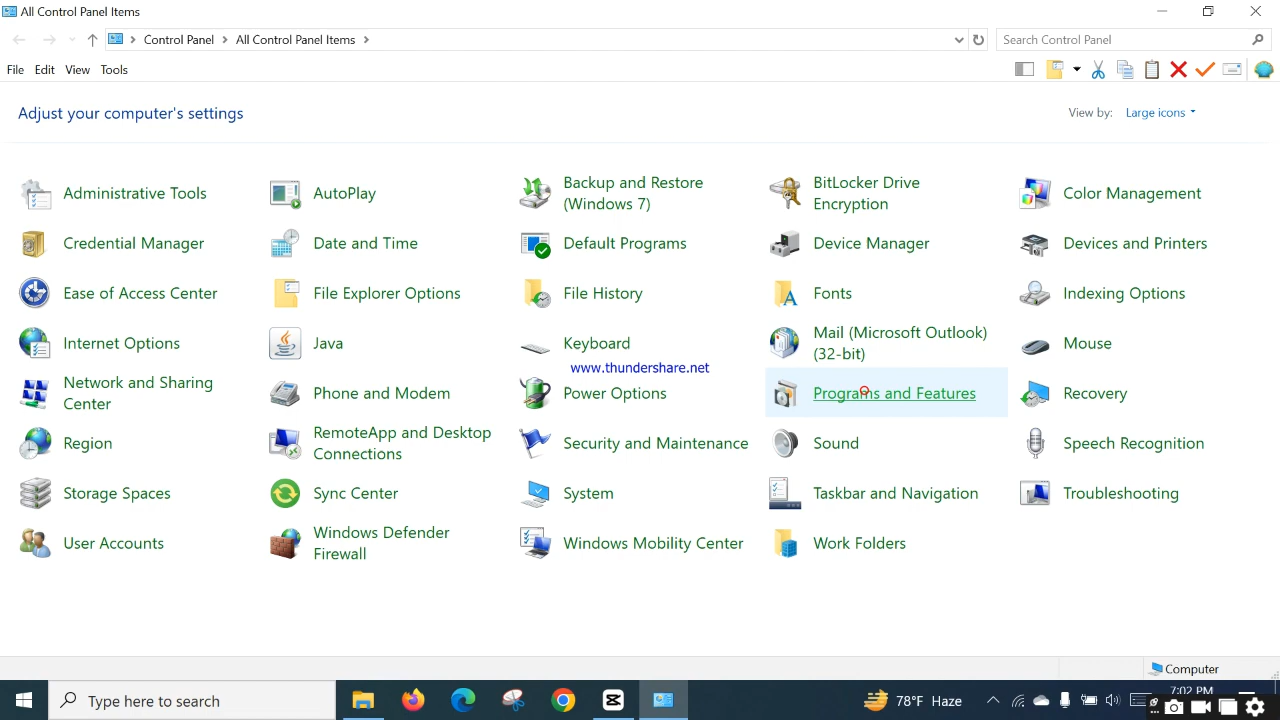 All Control Panel Items
Control Panel > All Control Panel Items >
Search Control Panel
File Edit View Tools
Adjust your computer's settings
View by: Large icons
Administrative Tools
AutoPlay
Backup and Restore
(Windows 7)
BitLocker Drive
Encryption
Color Management
Credential Manager
Date and Time
Default Programs
Device Manager
Devices and Printers
Ease of Access Center
File Explorer Options
File History
Fonts
Indexing Options
Internet Options
Java
Keyboard
Mail (Microsoft Outlook)
(32-bit)
Mouse
www.thundershare.net
Network and Sharing
Center
Phone and Modem
Power Options
Programs and Features
Recovery
Region
RemoteApp and Desktop
Connections
Security and Maintenance
Sound
Speech Recognition
Storage Spaces
Sync Center
System
Taskbar and Navigation
Troubleshooting
User Accounts
Windows Defender
Firewall
Windows Mobility Center
Work Folders
Computer
Type here to search
78°F Haze
7:02 PM